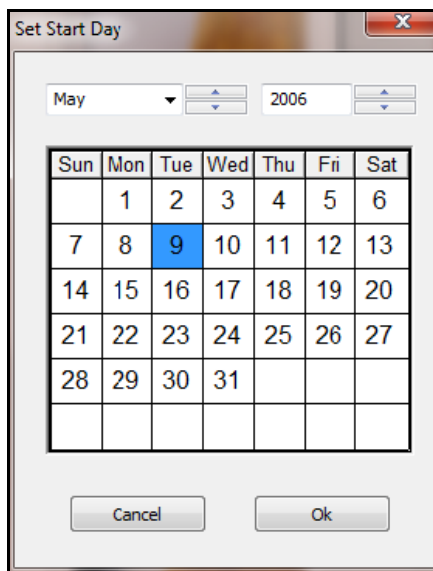 Set Start Day
May 2006
Sun Mon Tue Wed Thu Fri Sat
1 2 3 4 5 6
7 8 9 10 11 12 13
14 15 16 17 18 19 20
21 22 23 24 25 26 27
28 29 30 31
Cancel Ok